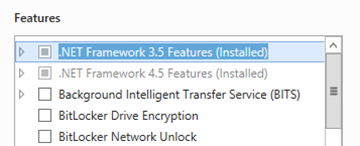 Features
.NET Framework 3.5 Features (Installed)
.NET Framework 4.5 Features (Installed)
Background Intelligent Transfer Service (BITS)
BitLocker Drive Encryption
BitLocker Network Unlock